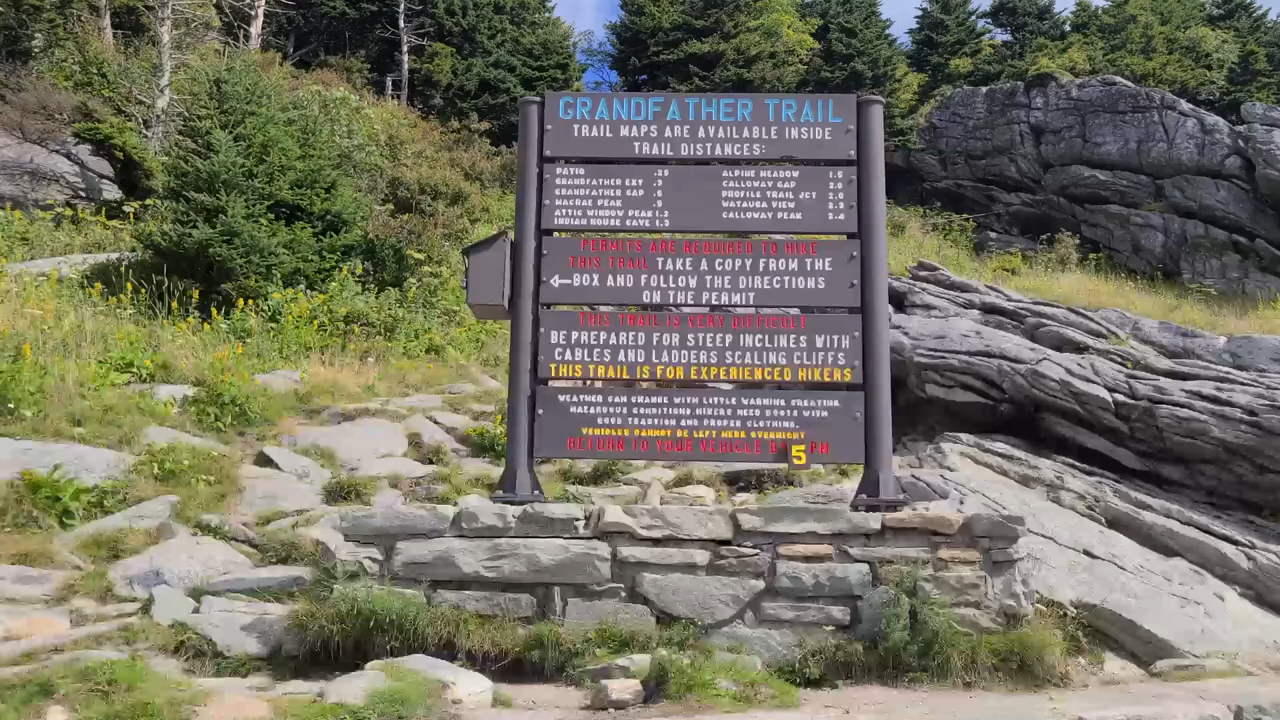 GRANDFATHER TRAIL
TRAIL MAPS ARE AVAILABLE INSIDE
TRAIL DISTANCES:
PATIO .25
GRANDFATHER EXT .3
GRANDFATHER GAP .5
MACRAE PEAK .9
ATTIC WINDOW PEAK 1.2
INDIAN HOUSE CAVE 1.3
ALPINE MEADOW 1.5
CALLOWAY GAP 2.0
PROFILE TRAIL JCT 2.0
WATAUGA VIEW
CALLOWAY PEAK 2.4
PERMITS ARE REQUIRED TO HIKE
THIS TRAIL TAKE A COPY FROM THE
←BOX AND FOLLOW THE DIRECTIONS
ON THE PERMIT
THIS TRAIL IS VERY DIFFICULT
BE PREPARED FOR STEEP INCLINES WITH
CABLES AND LADDERS SCALING CLIFFS
THIS TRAIL IS FOR EXPERIENCED HIKERS
WEATHER CAN CHANGE WITH LITTLE WARNING CREATING
HAZARDOUS CONDITIONS.HIKERS NEED BOOTS WITH
GOOD TRACTION AND PROPER CLOTHING.
VEHICLES CANNOT BE LEFT HERE OVERNIGHT
RETURN TO YOUR VEHICLE BY 5 PM